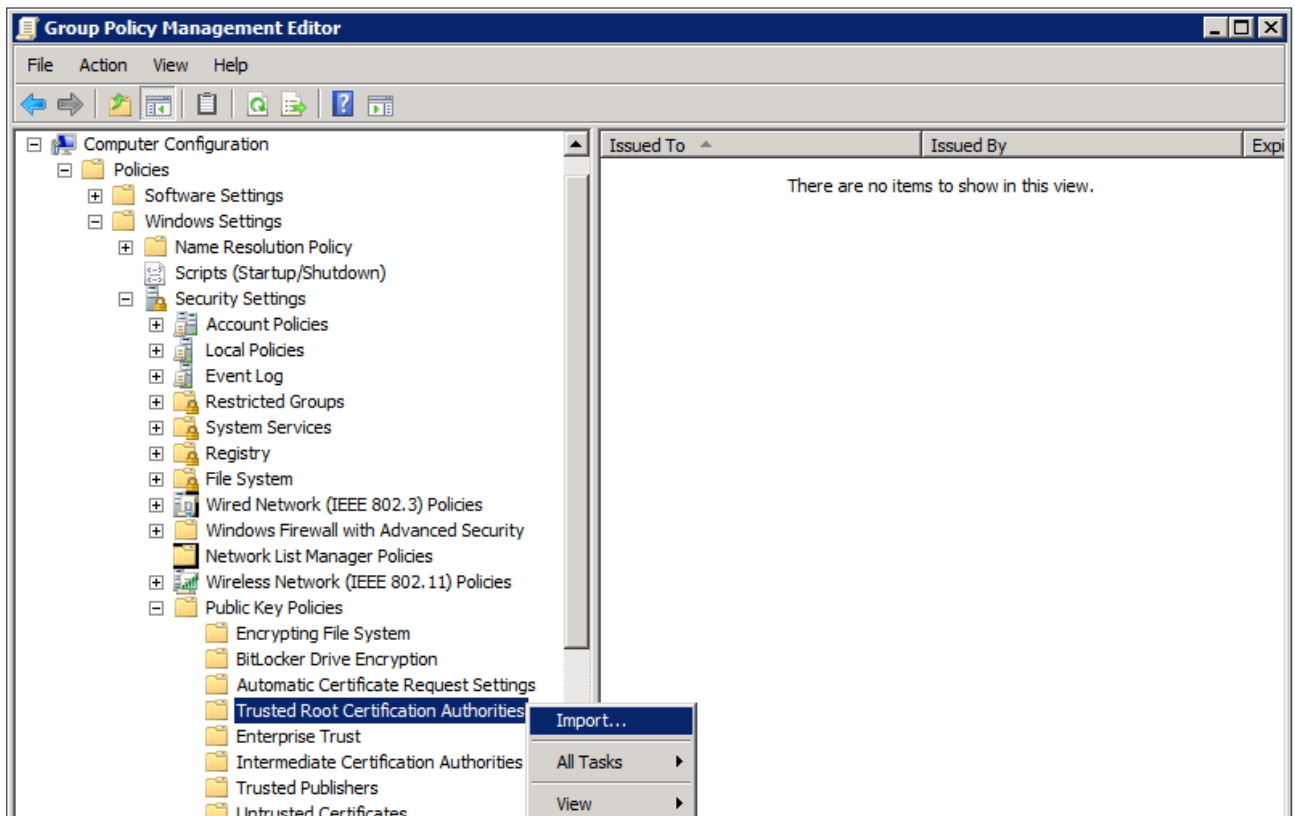 Group Policy Management Editor
File Action View Help
Computer Configuration
Policies
Software Settings
Windows Settings
Name Resolution Policy
Scripts (Startup/Shutdown)
Security Settings
Account Policies
Local Policies
Event Log
Restricted Groups
System Services
Registry
File System
Wired Network (IEEE 802.3) Policies
Windows Firewall with Advanced Security
Network List Manager Policies
Wireless Network (IEEE 802.11) Policies
Public Key Policies
Encrypting File System
BitLocker Drive Encryption
Automatic Certificate Request Settings
Trusted Root Certification Authorities
Enterprise Trust
Intermediate Certification Authorities
Trusted Publishers
Untrusted Certificates
Import...
All Tasks
View
Issued To Issued By Expi
There are no items to show in this view.